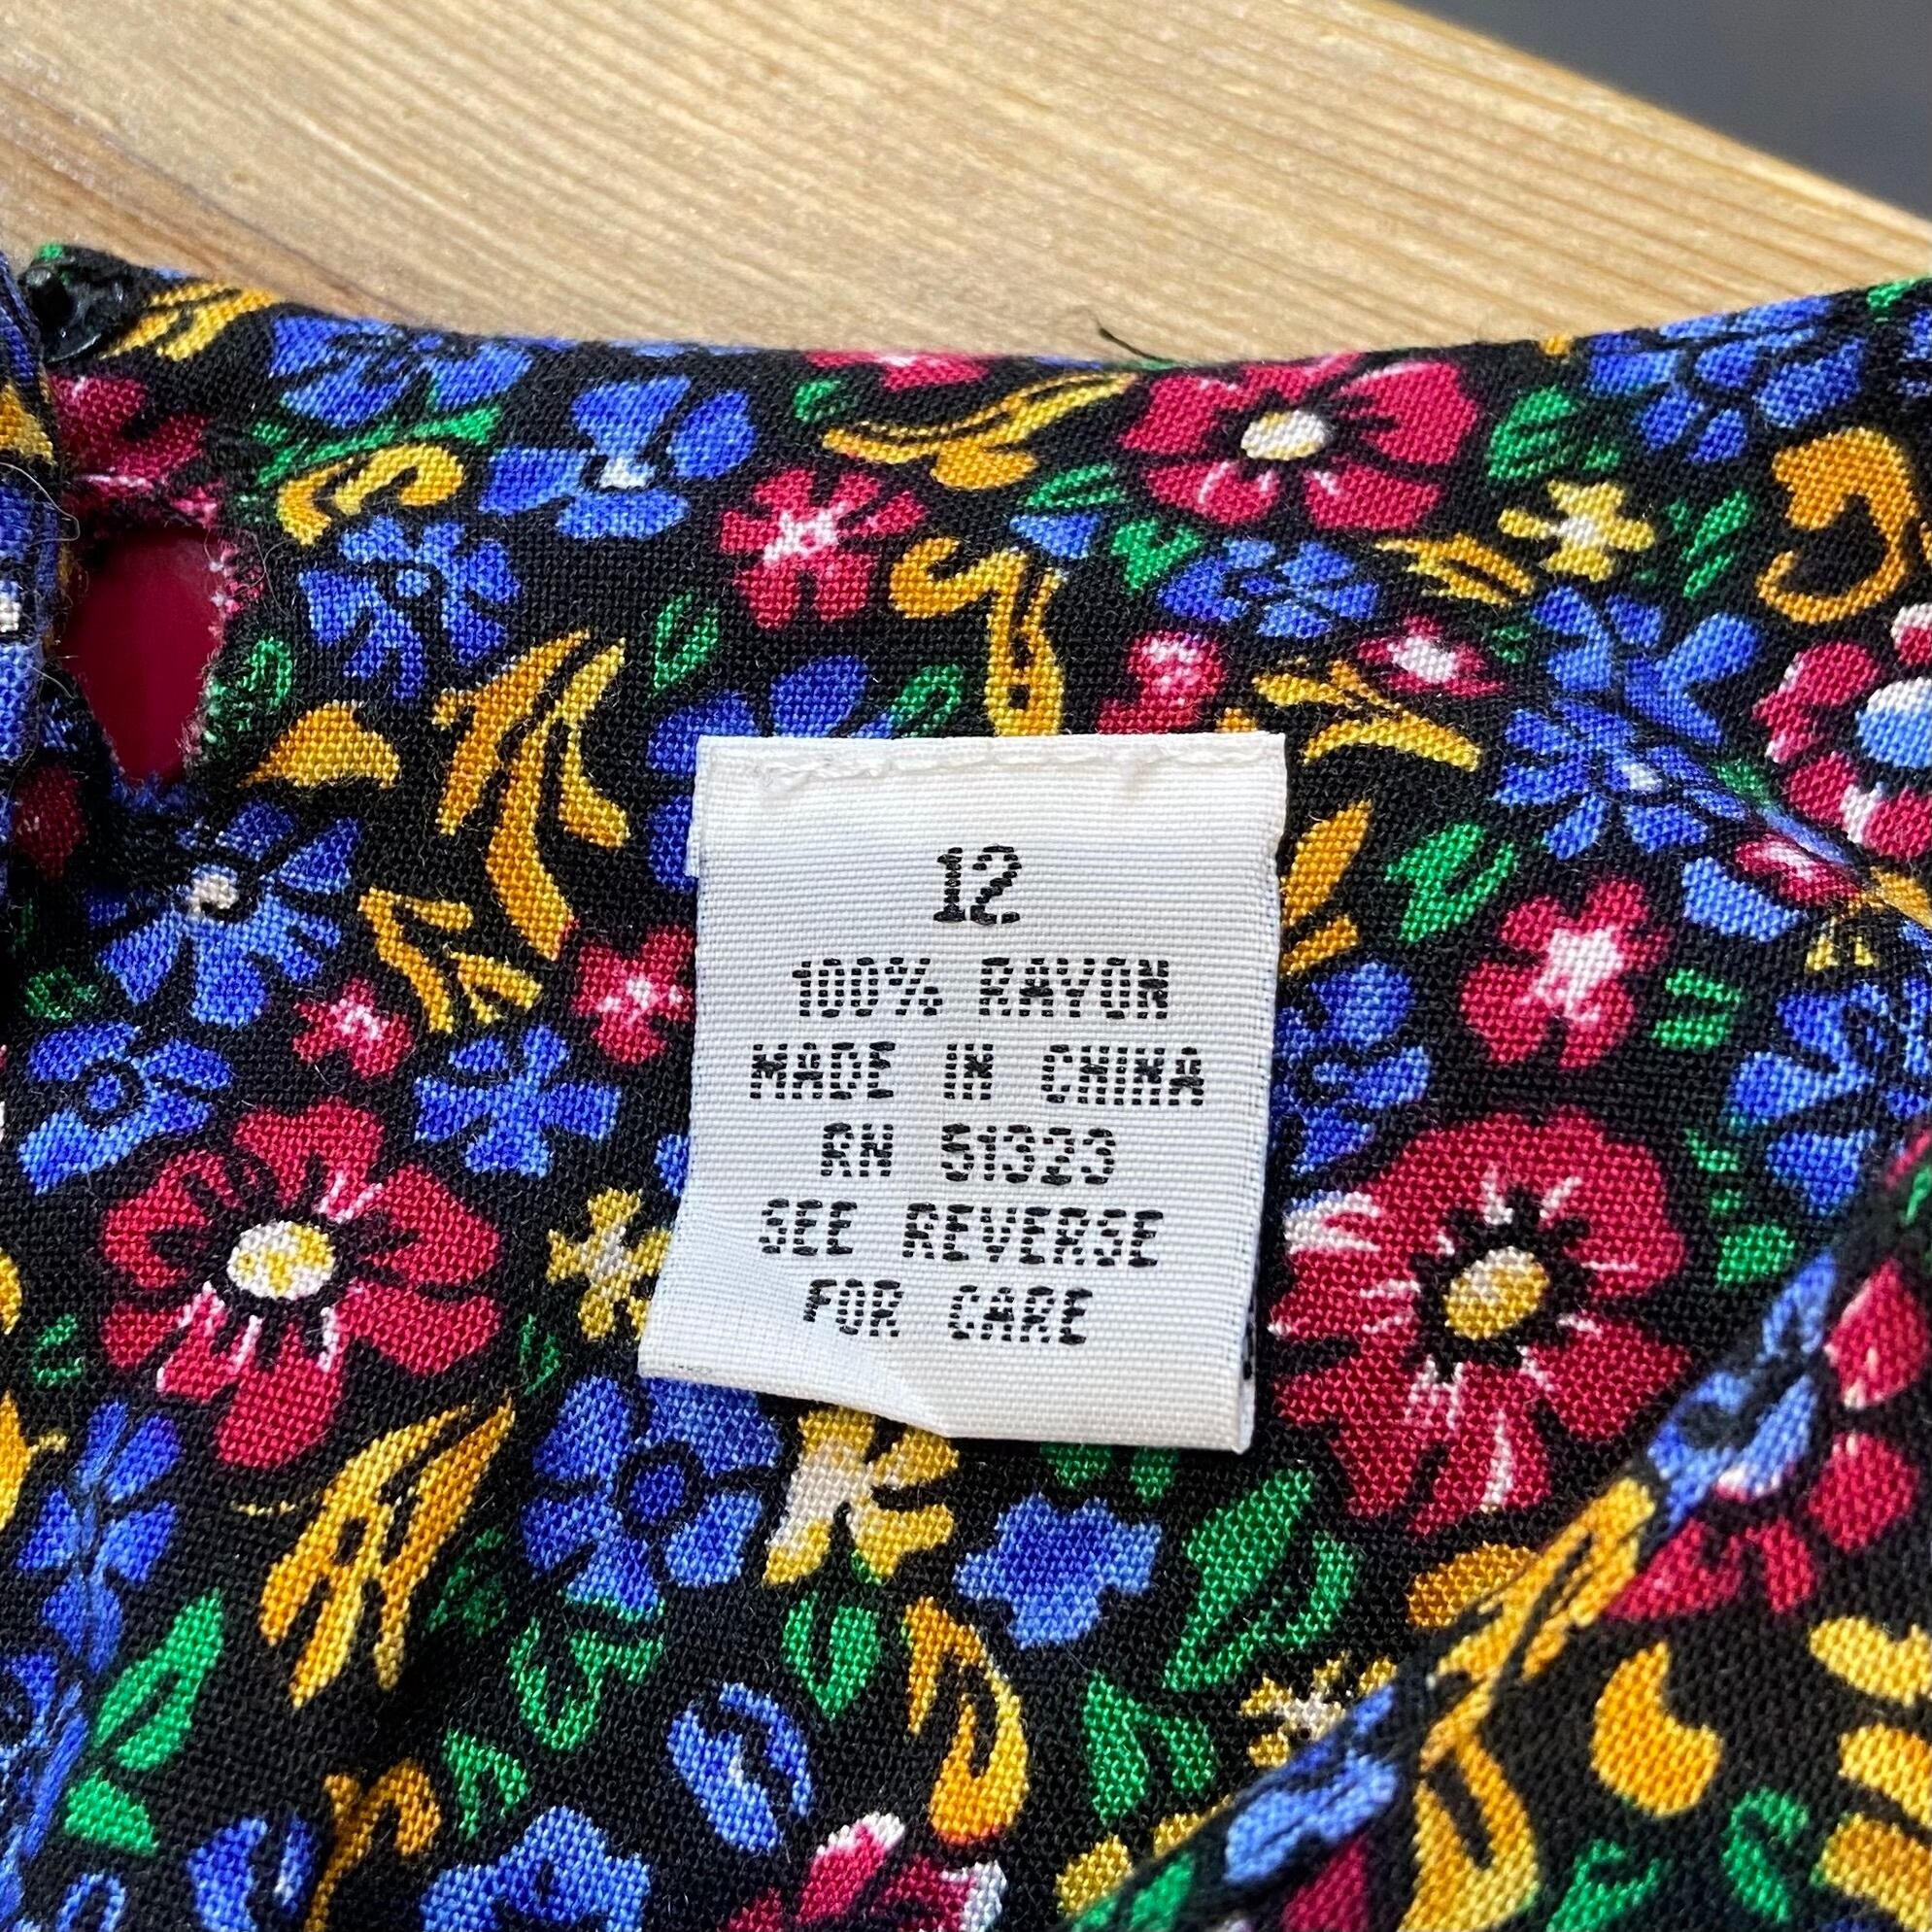 12
100% RAYON
MADE IN CHINA
RN 51323
SEE REVERSE
FOR CARE